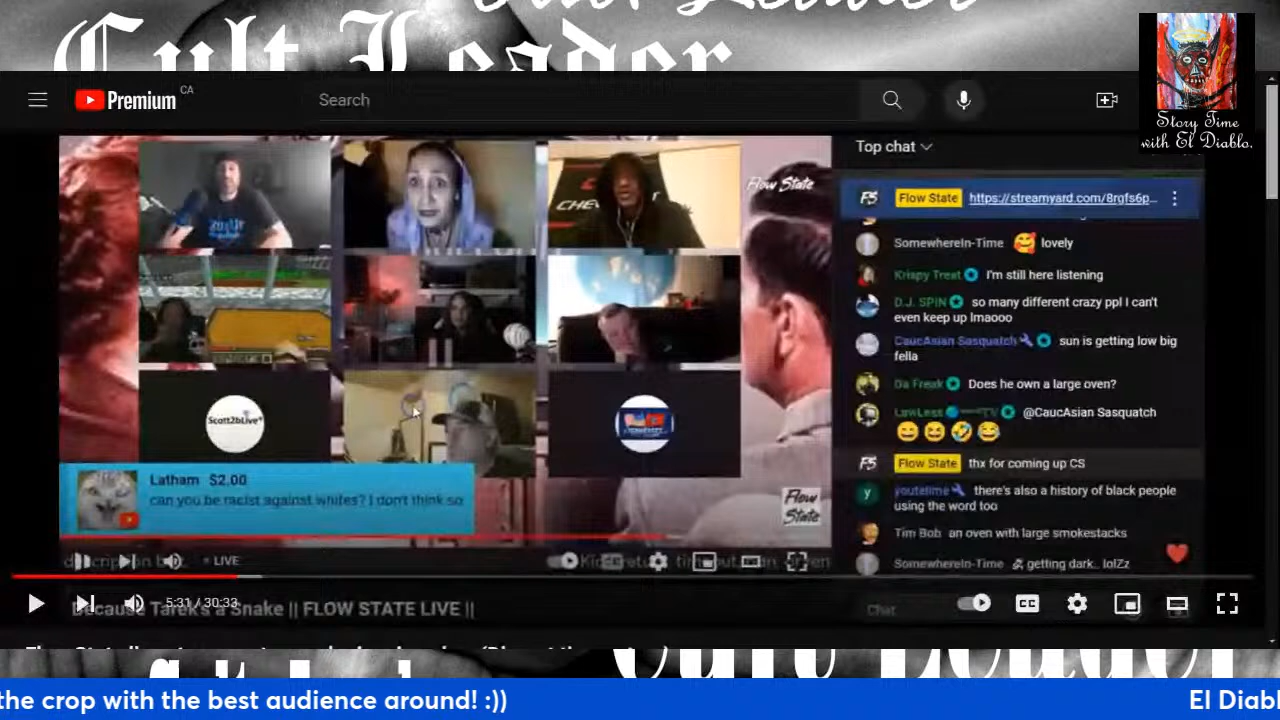 Cult Leader
Story Time
with El Diablo.
Premium
CA
Search
Top chat
Flow State
FS
Flow State https://streamyard.com/8rgfs6p...
SomewhereIn-Time 🥰 lovely
Krispy Treat I'm still here listening
D.J. SPIN so many different crazy ppl I can't
even keep up lmaooo
CaucAsian Sasquatch sun is getting low big
fella
Da Freak Does he own a large oven?
@CaucAsian Sasquatch
😄 😆 🤣 😂
FS Flow State thx for coming up CS
youtelime there's also a history of black people
using the word too
Tim Bob an oven with large smokestacks
SomewhereIn-Time getting dark.. lolZz
Scott2bLive
Latham $2.00
can you be racist against whites? I don't think so
Flow
State
LIVE
5:31 / 30:33
CC
Because Tarek's a Snake || FLOW STATE LIVE ||
Chat
the crop with the best audience around! :))
El Diabl